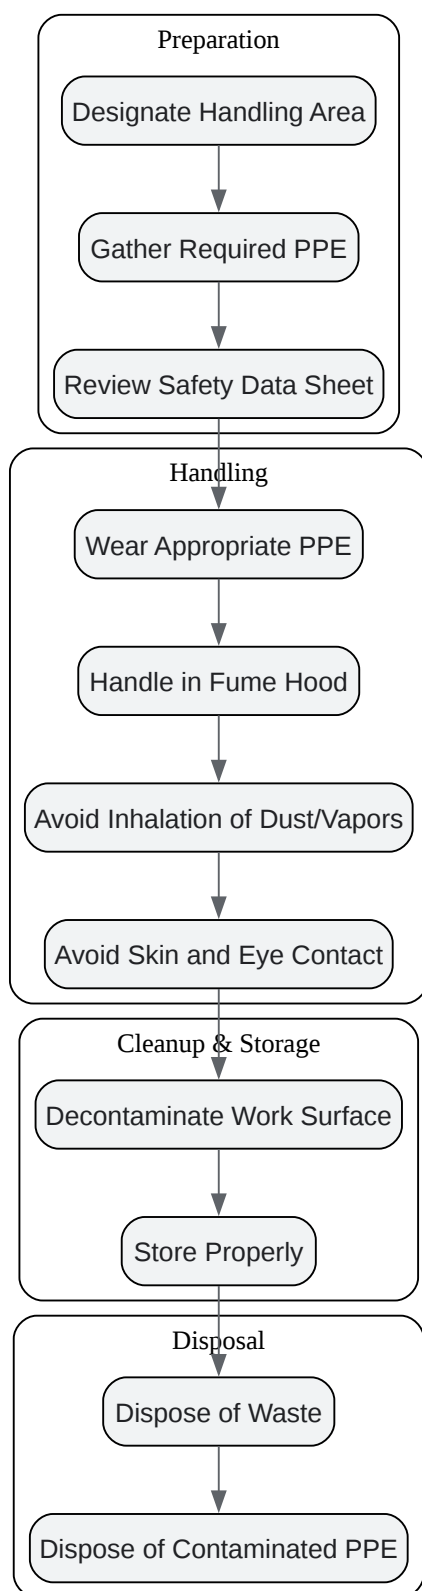 Preparation
Designate Handling Area
Gather Required PPE
Review Safety Data Sheet
Handling
Wear Appropriate PPE
Handle in Fume Hood
Avoid Inhalation of Dust/Vapors
Avoid Skin and Eye Contact
Cleanup & Storage
Decontaminate Work Surface
Store Properly
Disposal
Dispose of Waste
Dispose of Contaminated PPE